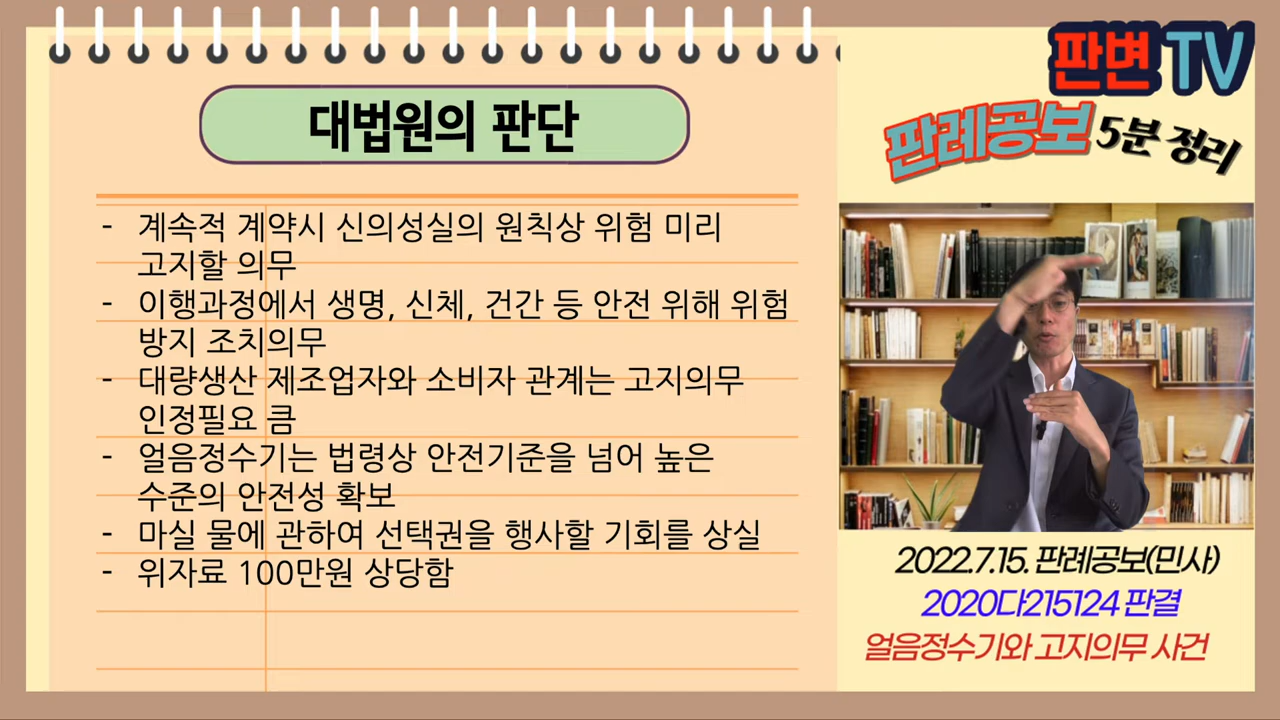 대법원의 판단
- 계속적 계약시 신의성실의 원칙상 위험 미리
고지할 의무
- 이행과정에서 생명, 신체, 건간 등 안전 위해 위험
방지 조치의무
- 대량생산 제조업자와 소비자 관계는 고지의무
인정필요 큼
- 얼음정수기는 법령상 안전기준을 넘어 높은
수준의 안전성 확보
- 마실 물에 관하여 선택권을 행사할 기회를 상실
- 위자료 100만원 상당함
판변 TV
판례공보 5분 정리
2022.7.15. 판례공보(민사)
2020다215124 판결
얼음정수기와 고지의무 사건